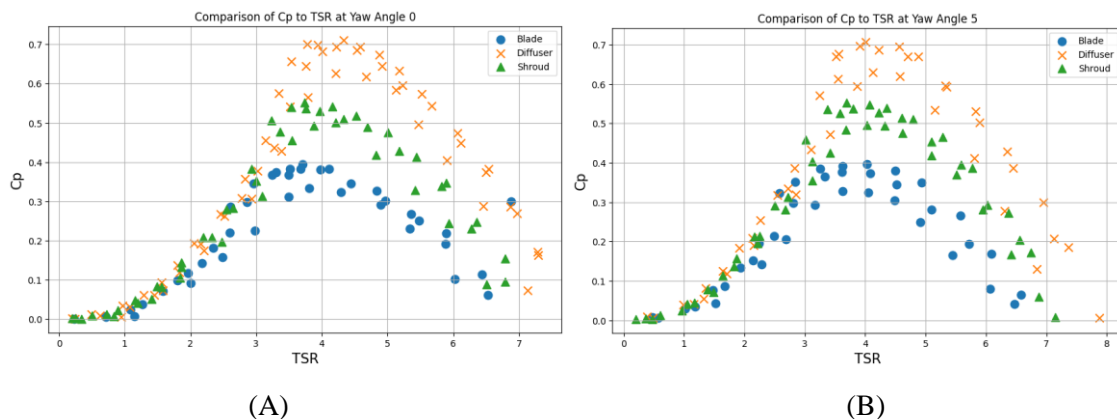 Comparison of Cp to TSR at Yaw Angle 0
Blade
Diffuser
Shroud
0.7
0.6
0.5
0.4
0.3
0.2
0.1
0.0
Cp
0 1 2 3 4 5 6 7
TSR
(A)
Comparison of Cp to TSR at Yaw Angle 5
Blade
Diffuser
Shroud
0.7
0.6
0.5
0.4
0.3
0.2
0.1
0.0
0 1 2 3 4 5 6 7 8
TSR
(B)